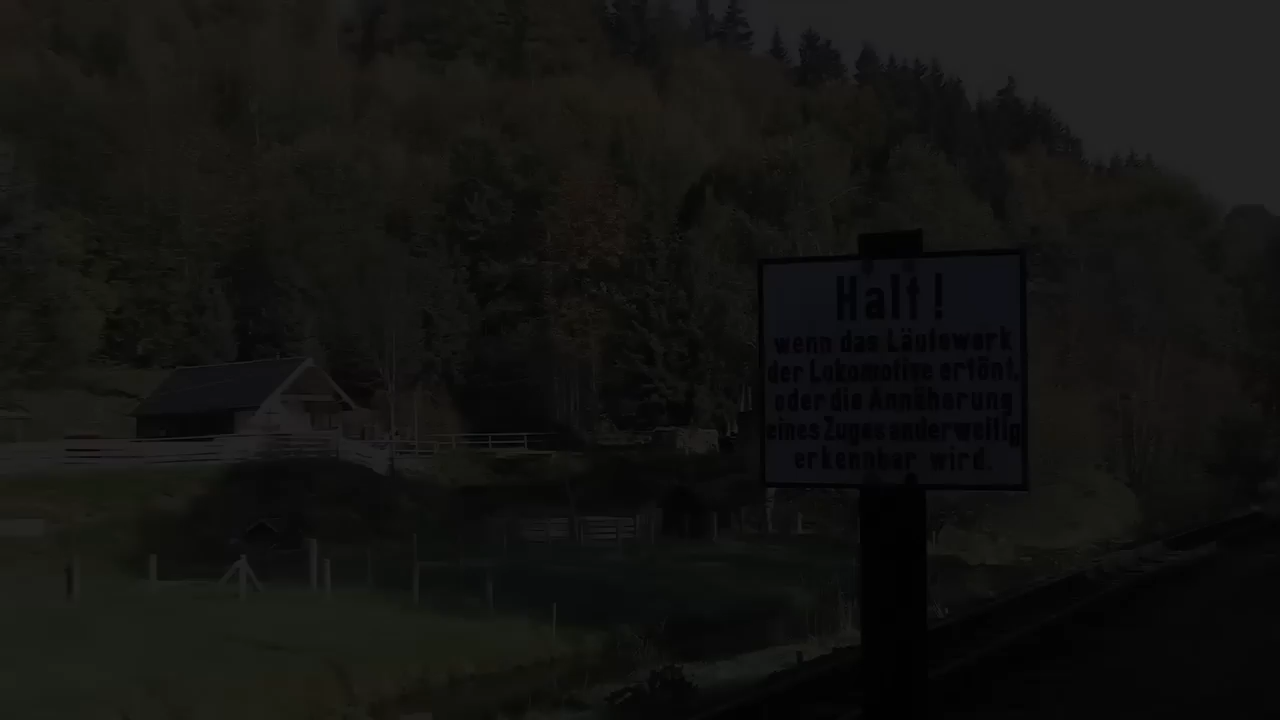 Halt!
wenn das Läutewerk
der Lokomotive ertönt,
oder die Annäherung
eines Zuges anderweitig
erkennbar wird.